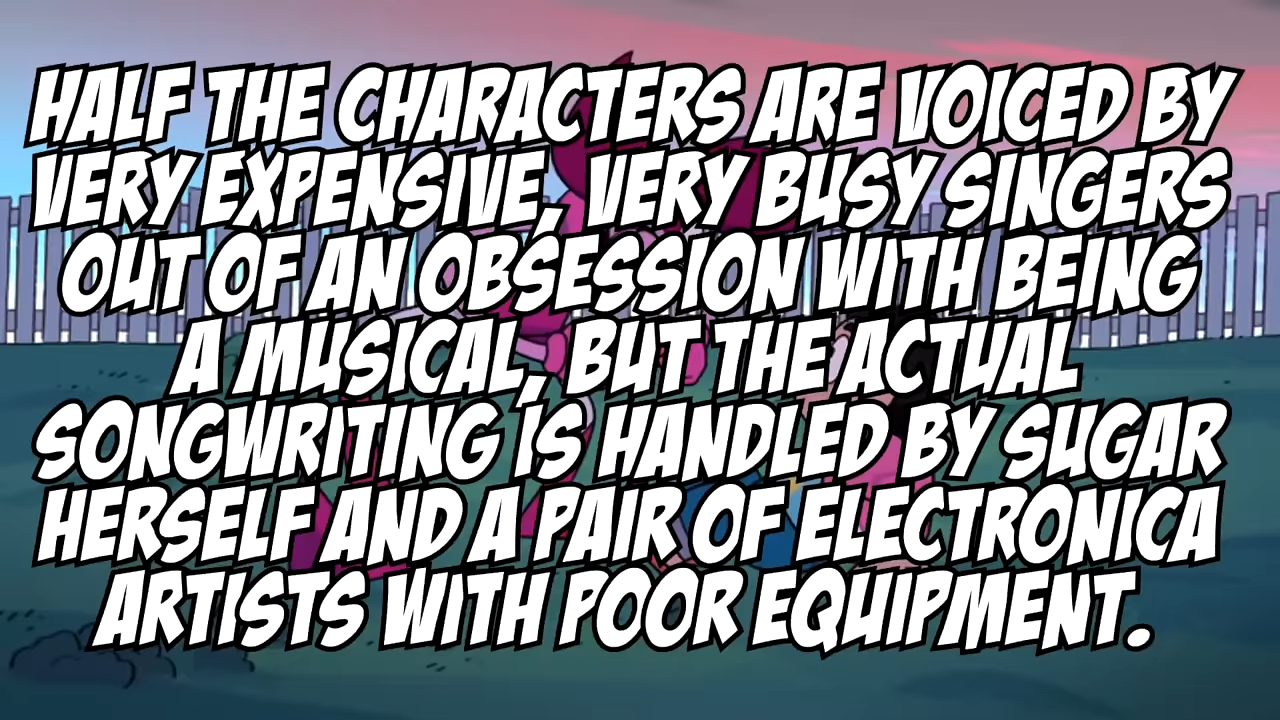 HALF THE CHARACTERS ARE VOICED BY
VERY EXPENSIVE, VERY BUSY SINGERS
OUT OF AN OBSESSION WITH BEING
A MUSICAL, BUT THE ACTUAL
SONGWRITING IS HANDLED BY SUGAR
HERSELF AND A PAIR OF ELECTRONICA
ARTISTS WITH POOR EQUIPMENT.